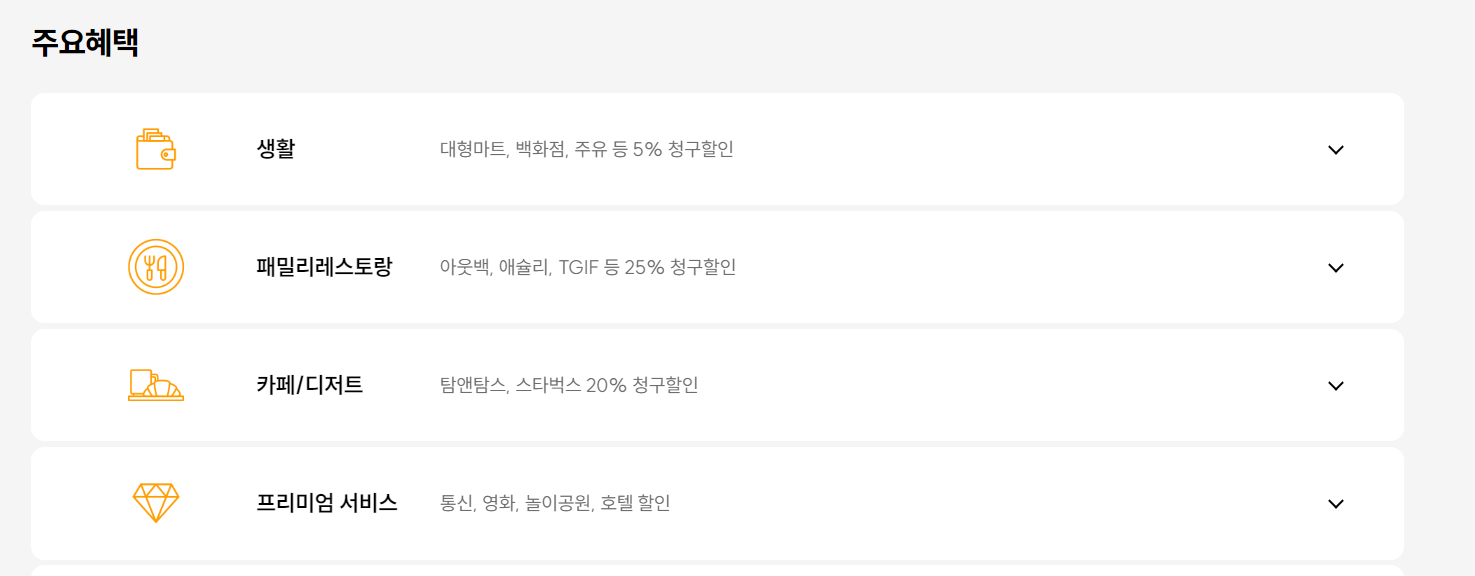 주요혜택
생활 대형마트, 백화점, 주유 등 5% 청구할인
패밀리레스토랑 아웃백, 애슐리, TGIF 등 25% 청구할인
카페/디저트 탐앤탐스, 스타벅스 20% 청구할인
프리미엄 서비스 통신, 영화, 놀이공원, 호텔 할인